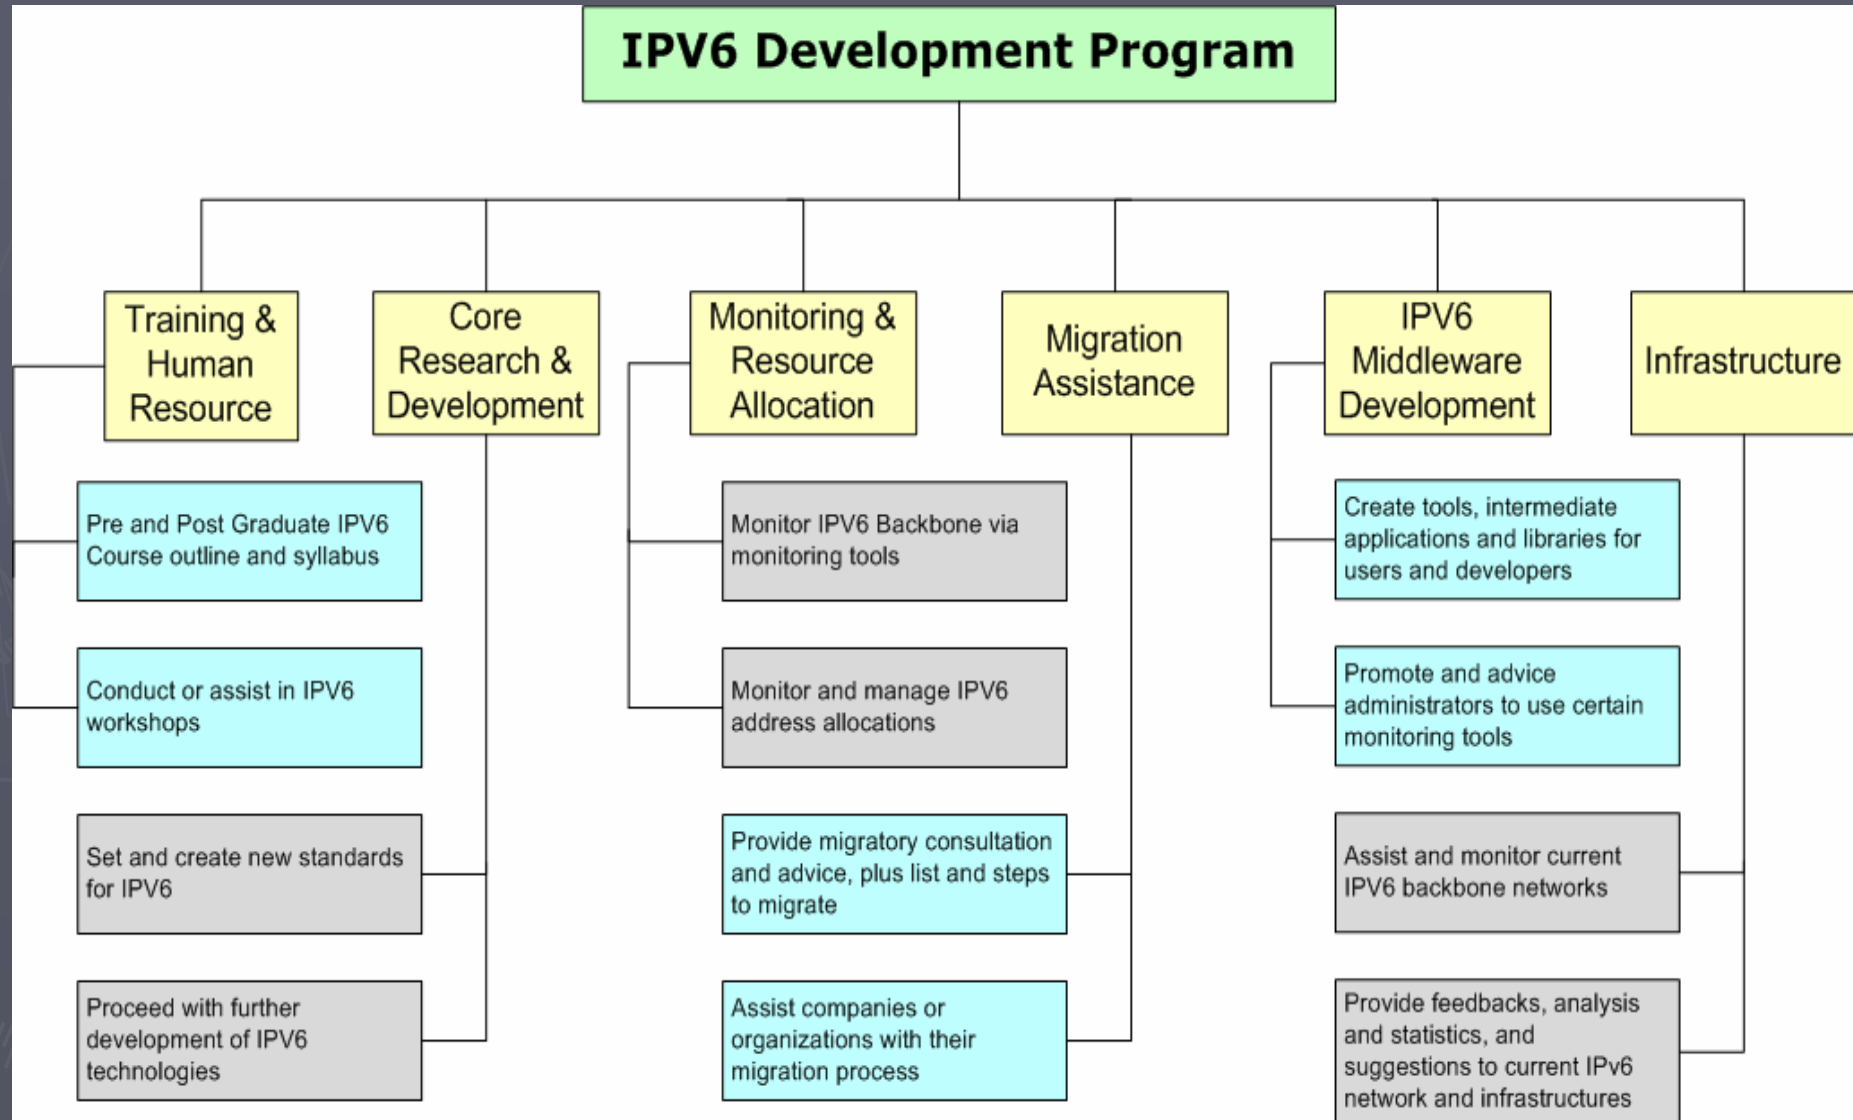 IPV6 Development Program
Training &
Human
Resource
Core
Research &
Development
Monitoring &
Resource
Allocation
Migration
Assistance
IPV6
Middleware
Development
Infrastructure
Pre and Post Graduate IPV6
Course outline and syllabus
Conduct or assist in IPV6
workshops
Set and create new standards
for IPV6
Proceed with further
development of IPV6
technologies
Monitor IPV6 Backbone via
monitoring tools
Monitor and manage IPV6
address allocations
Provide migratory consultation
and advice, plus list and steps
to migrate
Assist companies or
organizations with their
migration process
Create tools, intermediate
applications and libraries for
users and developers
Promote and advice
administrators to use certain
monitoring tools
Assist and monitor current
IPV6 backbone networks
Provide feedbacks, analysis
and statistics, and
suggestions to current IPv6
network and infrastructures